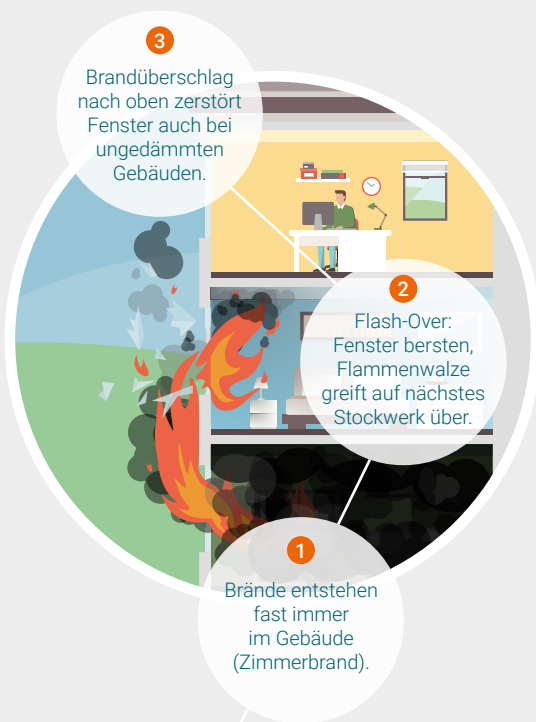 3
Brandüberschlag
nach oben zerstört
Fenster auch bei
ungedämmten
Gebäuden.
2
Flash-Over:
Fenster bersten,
Flammenwalze
greift auf nächstes
Stockwerk über.
1
Brände entstehen
fast immer
im Gebäude
(Zimmerbrand).